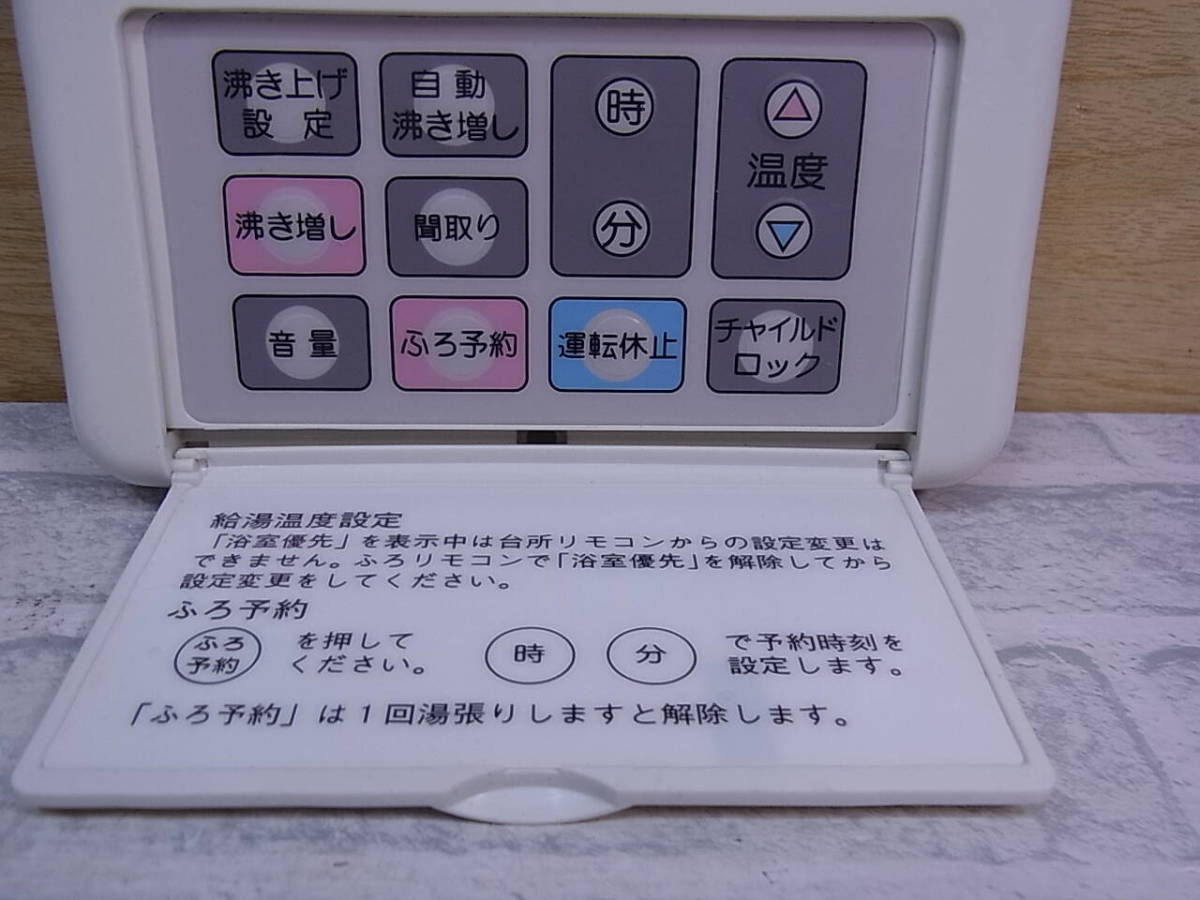 沸き上げ
設定
自動
沸き増し
時
温度
沸き増し
聞取り
分
音量
ふろ予約
運転休止
チャイルド
ロック
給湯温度設定
「浴室優先」を表示中は台所リモコンからの設定変更は
できません。ふろリモコンで「浴室優先」を解除してから
設定変更をしてください。
ふろ予約
ふろ
予約
を押して
ください。
時
分
で予約時刻を
設定します。
「ふろ予約」は1回湯張りしますと解除します。